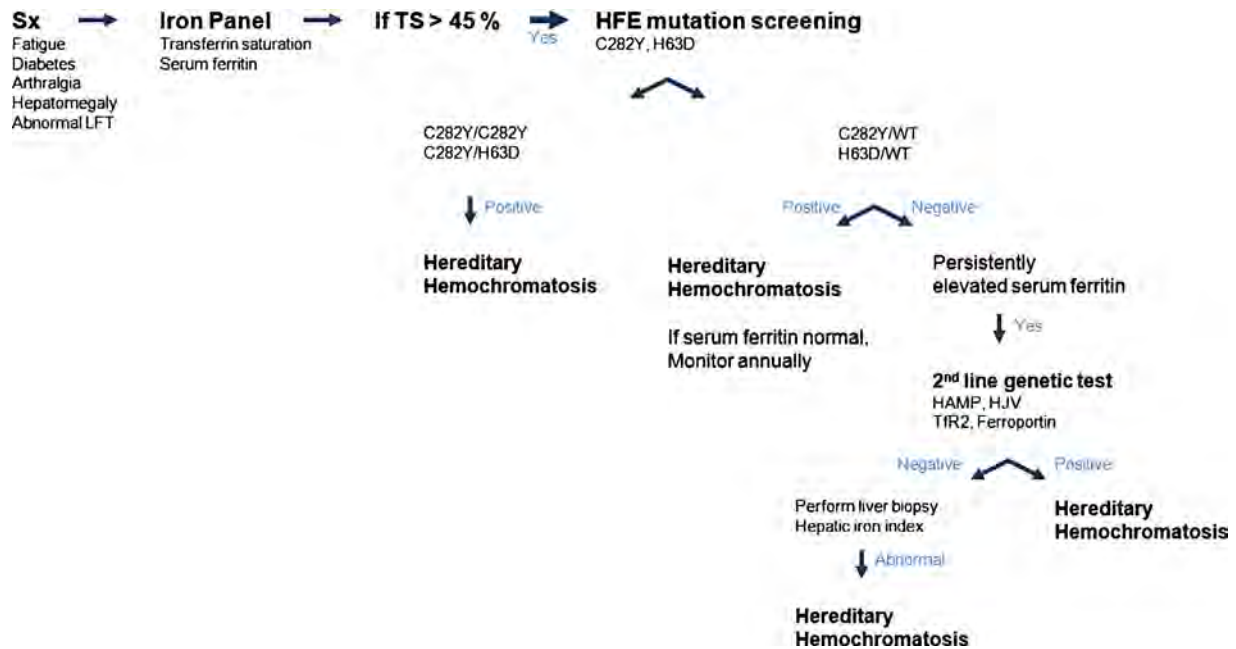 Sx
Fatigue
Diabetes
Arthralgia
Hepatomegaly
Abnormal LFT
Iron Panel
Transferrin saturation
Serum ferritin
If TS > 45 %
Yes
HFE mutation screening
C282Y, H63D
C282Y/C282Y
C282Y/H63D
Positive
Hereditary
Hemochromatosis
C282Y/WT
H63D/WT
Positive
Negative
Hereditary
Hemochromatosis
If serum ferritin normal,
Monitor annually
Persistently
elevated serum ferritin
Yes
2nd line genetic test
HAMP, HJV
TfR2, Ferroportin
Negative
Positive
Perform liver biopsy
Hepatic iron index
Abnormal
Hereditary
Hemochromatosis
Hereditary
Hemochromatosis